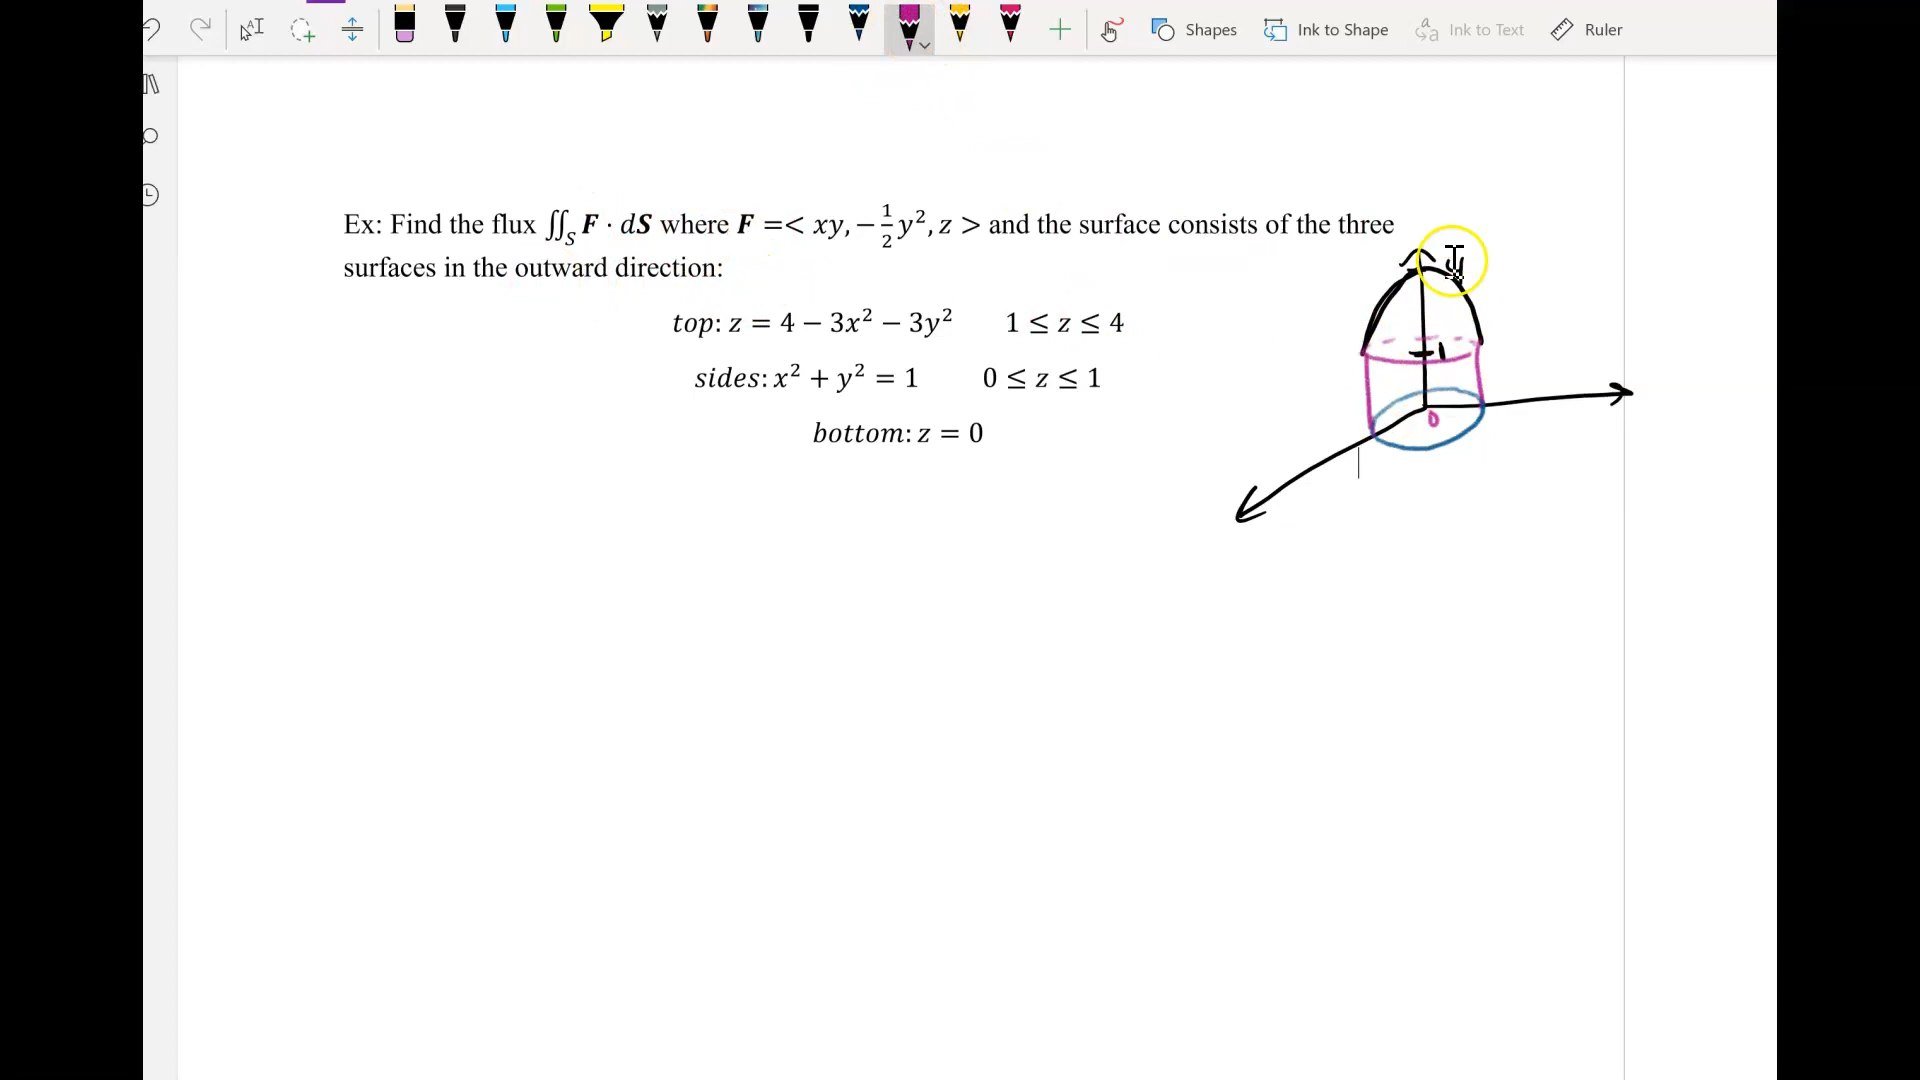 Shapes Ink to Shape Ink to Text Ruler
Ex: Find the flux ∬_S F · dS where F =< xy, −½y², z > and the surface consists of the three
surfaces in the outward direction:
top: z = 4 − 3x² − 3y² 1 ≤ z ≤ 4
sides: x² + y² = 1 0 ≤ z ≤ 1
bottom: z = 0
4
1
0